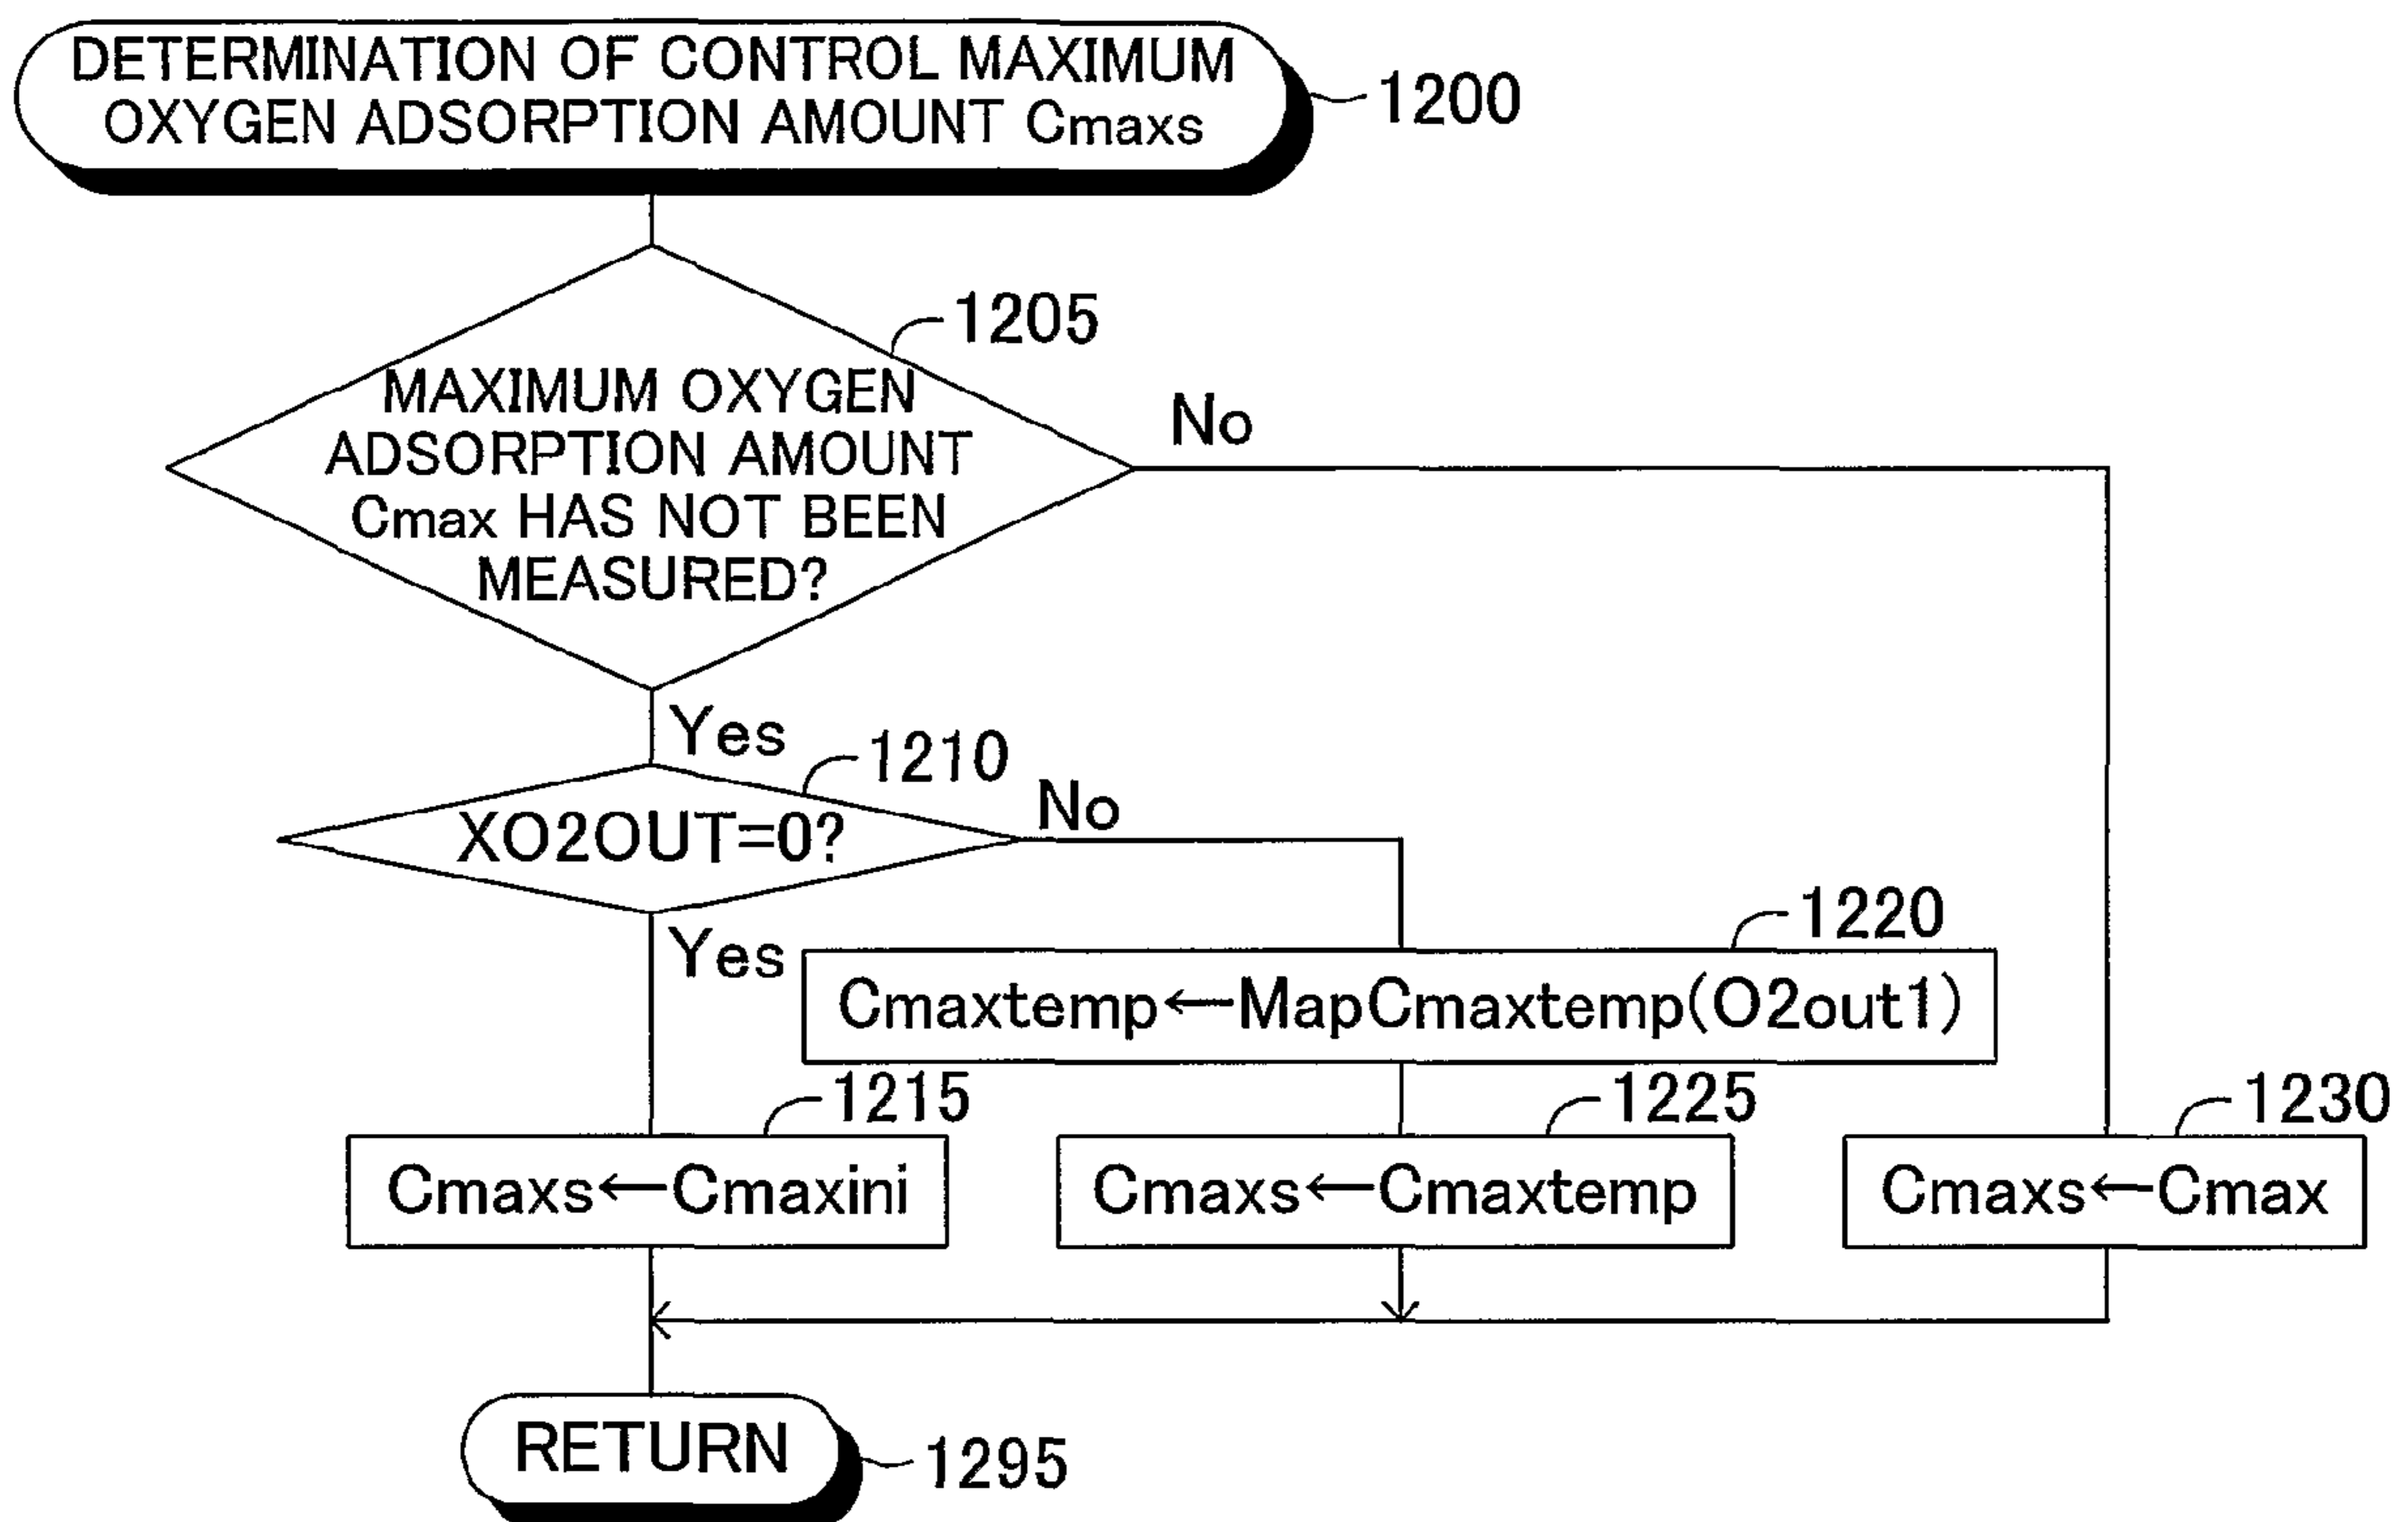 DETERMINATION OF CONTROL MAXIMUM
OXYGEN ADSORPTION AMOUNT Cmaxs
1200
1205
MAXIMUM OXYGEN
ADSORPTION AMOUNT
Cmax HAS NOT BEEN
MEASURED?
No
Yes
1210
XO2OUT=0?
No
Yes
1220
Cmaxtemp←MapCmaxtemp(O2out1)
1215
Cmaxs←Cmaxini
1225
Cmaxs←Cmaxtemp
1230
Cmaxs←Cmax
RETURN
1295